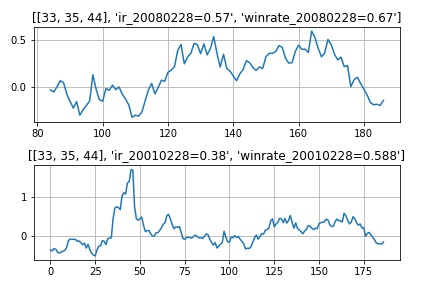 [[33, 35, 44], 'ir_20080228=0.57', 'winrate_20080228=0.67']
0.5
0.0
80 100 120 140 160 180
[[33, 35, 44], 'ir_20010228=0.38', 'winrate_20010228=0.588']
1
0
0 25 50 75 100 125 150 175